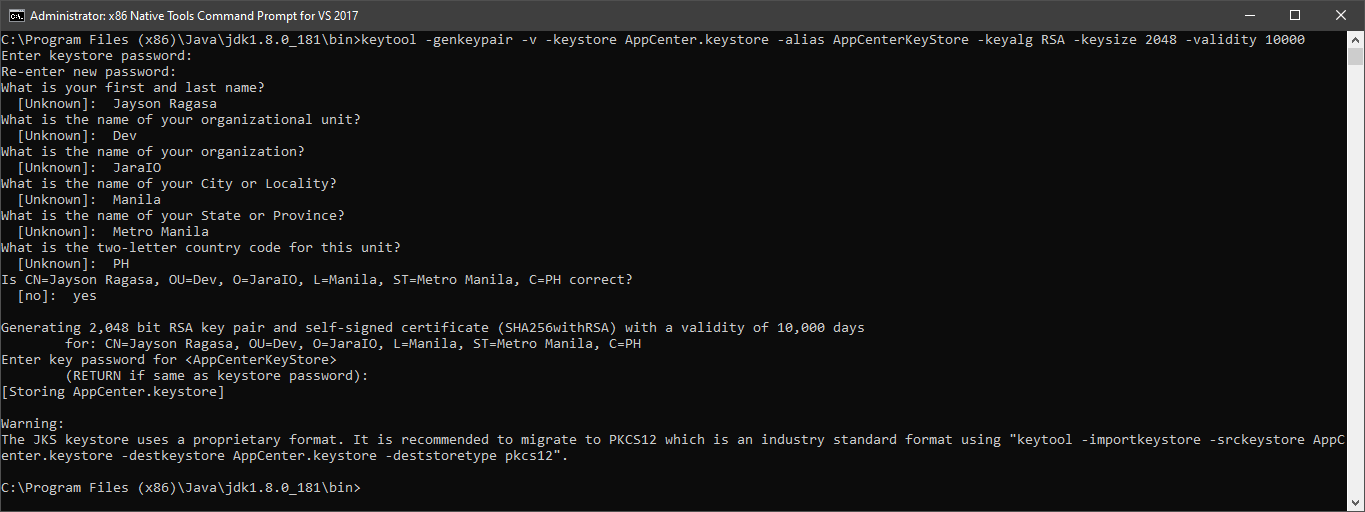 Administrator: x86 Native Tools Command Prompt for VS 2017
C:\Program Files (x86)\Java\jdk1.8.0_181\bin>keytool -genkeypair -v -keystore AppCenter.keystore -alias AppCenterKeyStore -keyalg RSA -keysize 2048 -validity 10000
Enter keystore password:
Re-enter new password:
What is your first and last name?
  [Unknown]:  Jayson Ragasa
What is the name of your organizational unit?
  [Unknown]:  Dev
What is the name of your organization?
  [Unknown]:  JaraIO
What is the name of your City or Locality?
  [Unknown]:  Manila
What is the name of your State or Province?
  [Unknown]:  Metro Manila
What is the two-letter country code for this unit?
  [Unknown]:  PH
Is CN=Jayson Ragasa, OU=Dev, O=JaraIO, L=Manila, ST=Metro Manila, C=PH correct?
  [no]:  yes

Generating 2,048 bit RSA key pair and self-signed certificate (SHA256withRSA) with a validity of 10,000 days
        for: CN=Jayson Ragasa, OU=Dev, O=JaraIO, L=Manila, ST=Metro Manila, C=PH
Enter key password for <AppCenterKeyStore>
        (RETURN if same as keystore password):
[Storing AppCenter.keystore]

Warning:
The JKS keystore uses a proprietary format. It is recommended to migrate to PKCS12 which is an industry standard format using "keytool -importkeystore -srckeystore AppC
enter.keystore -destkeystore AppCenter.keystore -deststoretype pkcs12".

C:\Program Files (x86)\Java\jdk1.8.0_181\bin>